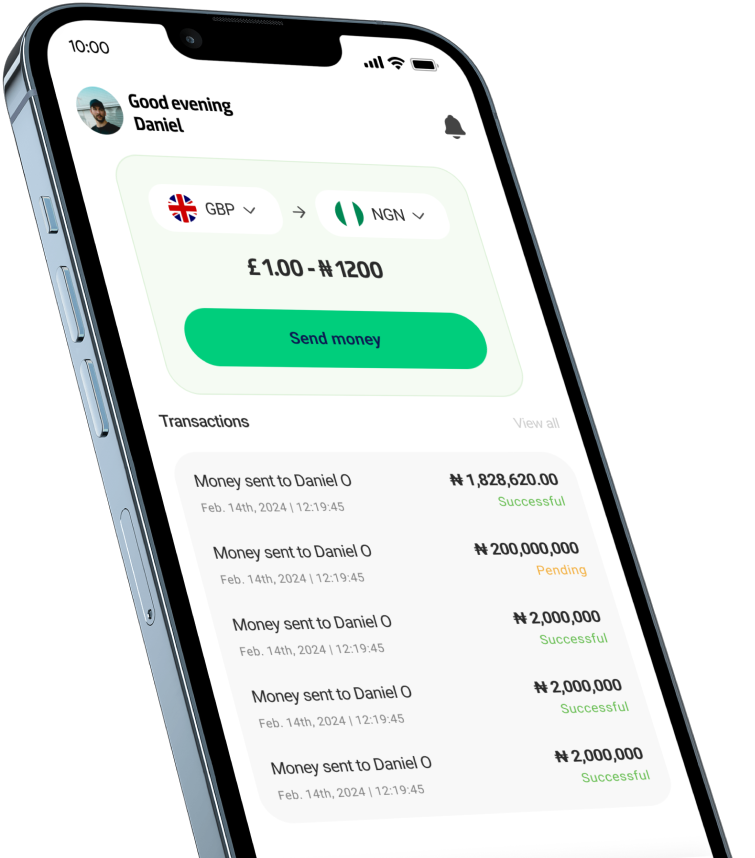 10:00
Good evening
Daniel
GBP → NGN
£1.00 - ₦1200
Send money
Transactions
View all
Money sent to Daniel O
₦ 1,828,620.00
Feb. 14th, 2024 | 12:19:45
Successful
Money sent to Daniel O
₦ 200,000,000
Feb. 14th, 2024 | 12:19:45
Pending
Money sent to Daniel O
₦ 2,000,000
Feb. 14th, 2024 | 12:19:45
Successful
Money sent to Daniel O
₦ 2,000,000
Feb. 14th, 2024 | 12:19:45
Successful
Money sent to Daniel O
₦ 2,000,000
Feb. 14th, 2024 | 12:19:45
Successful